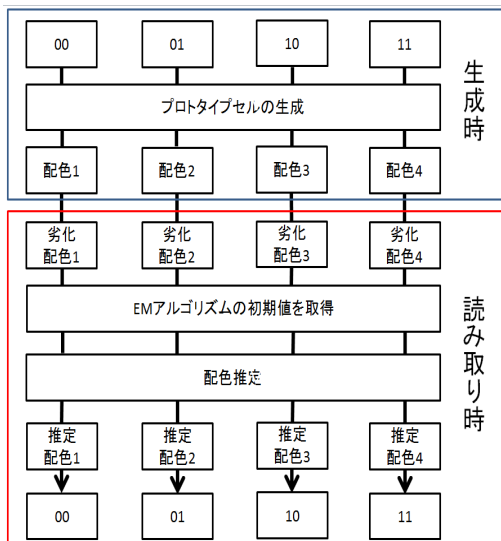 00 01 10 11
プロトタイプセルの生成
配色1 配色2 配色3 配色4
生成時
劣化 劣化 劣化 劣化
配色1 配色2 配色3 配色4
EMアルゴリズムの初期値を取得
配色推定
推定 推定 推定 推定
配色1 配色2 配色3 配色4
00 01 10 11
読み取り時